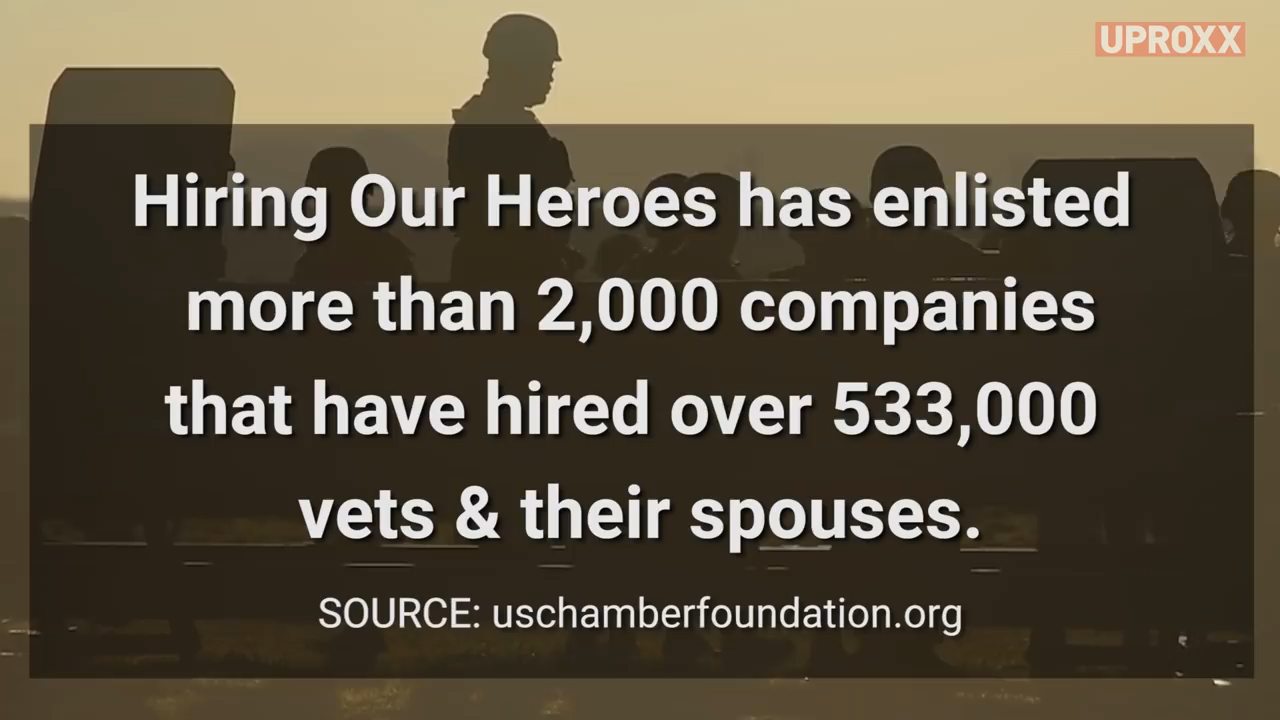 UPROXX
Hiring Our Heroes has enlisted
more than 2,000 companies
that have hired over 533,000
vets & their spouses.
SOURCE: uschamberfoundation.org